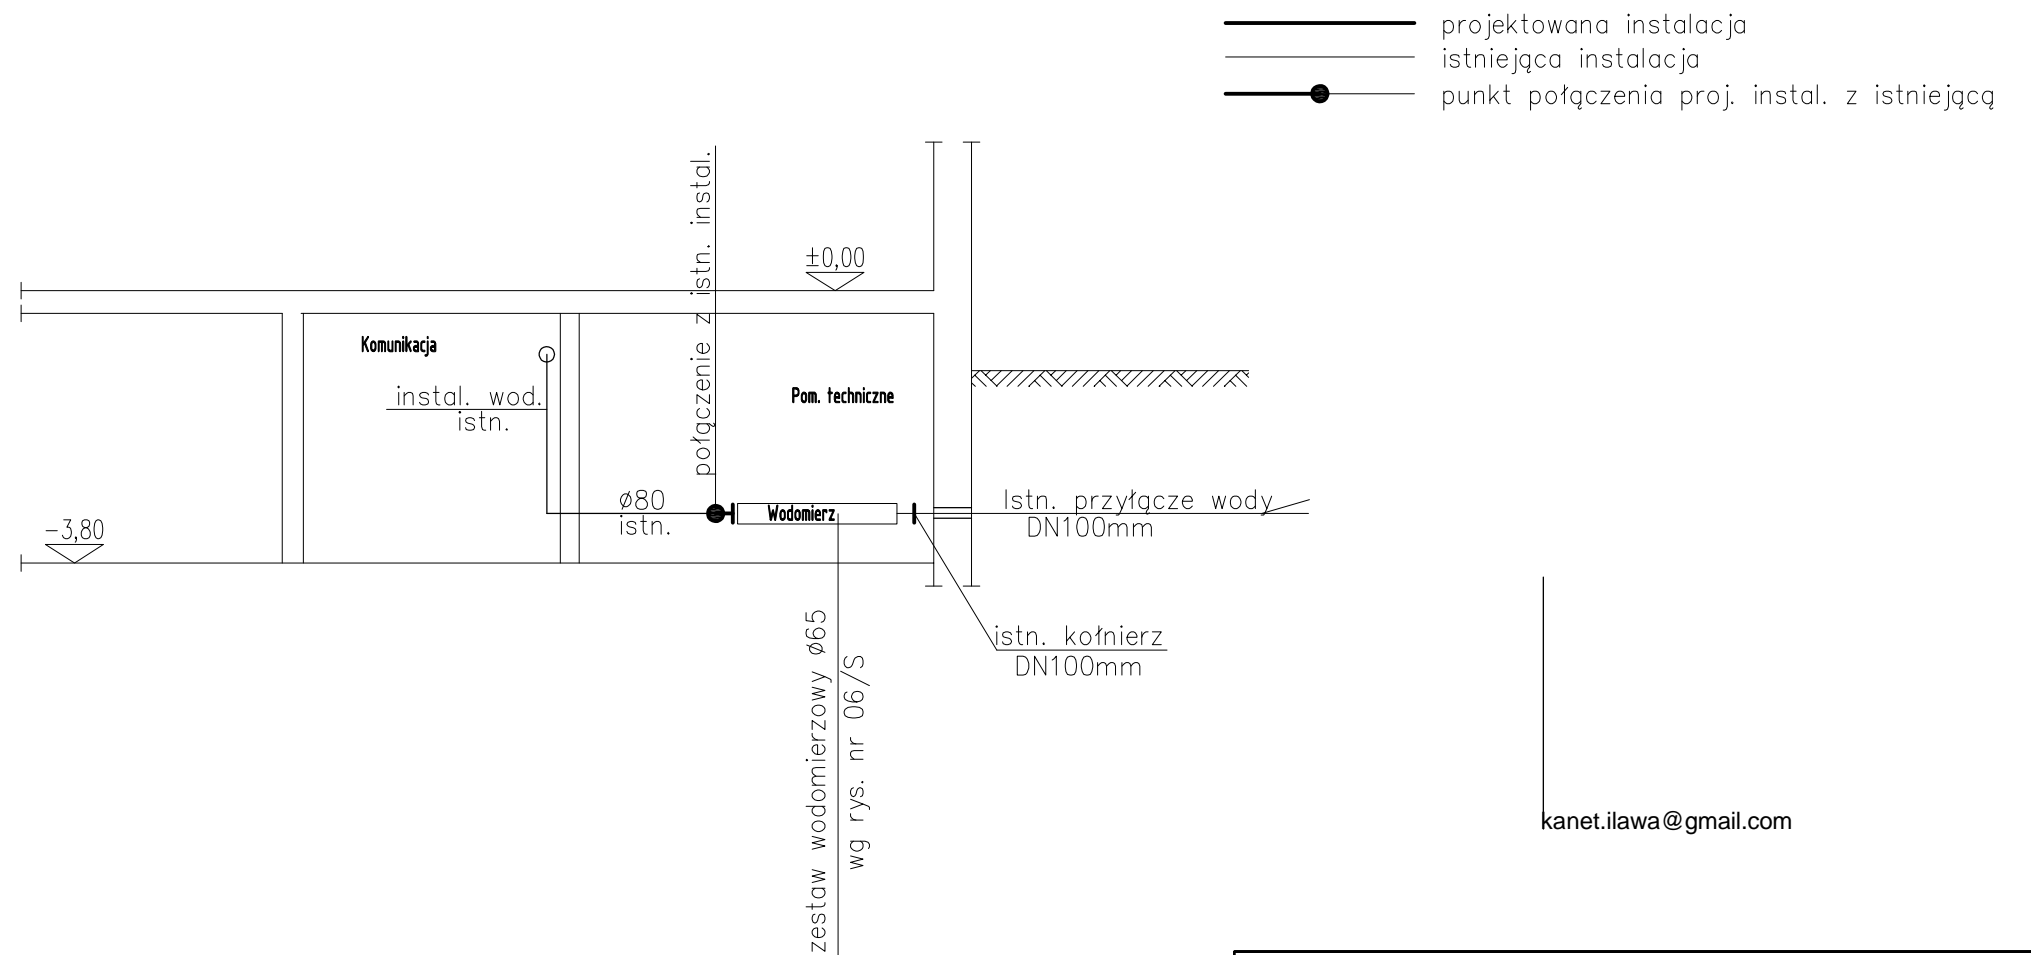 projektowana instalacja
istniejąca instalacja
punkt połączenia proj. instal. z istniejącą
połączenie z istn. instal.
±0,00
Komunikacja
instal. wod.
istn.
Pom. techniczne
ø80
istn.
Wodomierz
Istn. przyłącze wody
DN100mm
-3,80
istn. kołnierz
DN100mm
zestaw wodomierzowy ø65
wg rys. nr 06/S
kanet.ilawa@gmail.com